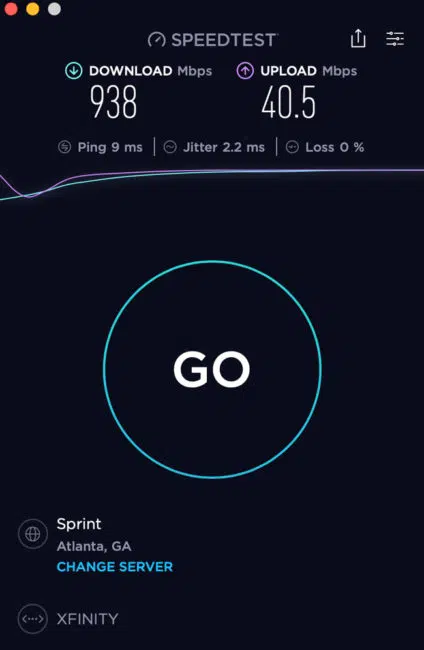 SPEEDTEST
DOWNLOAD Mbps UPLOAD Mbps
938 40.5
Ping 9 ms Jitter 2.2 ms Loss 0 %
GO
Sprint
Atlanta, GA
CHANGE SERVER
XFINITY